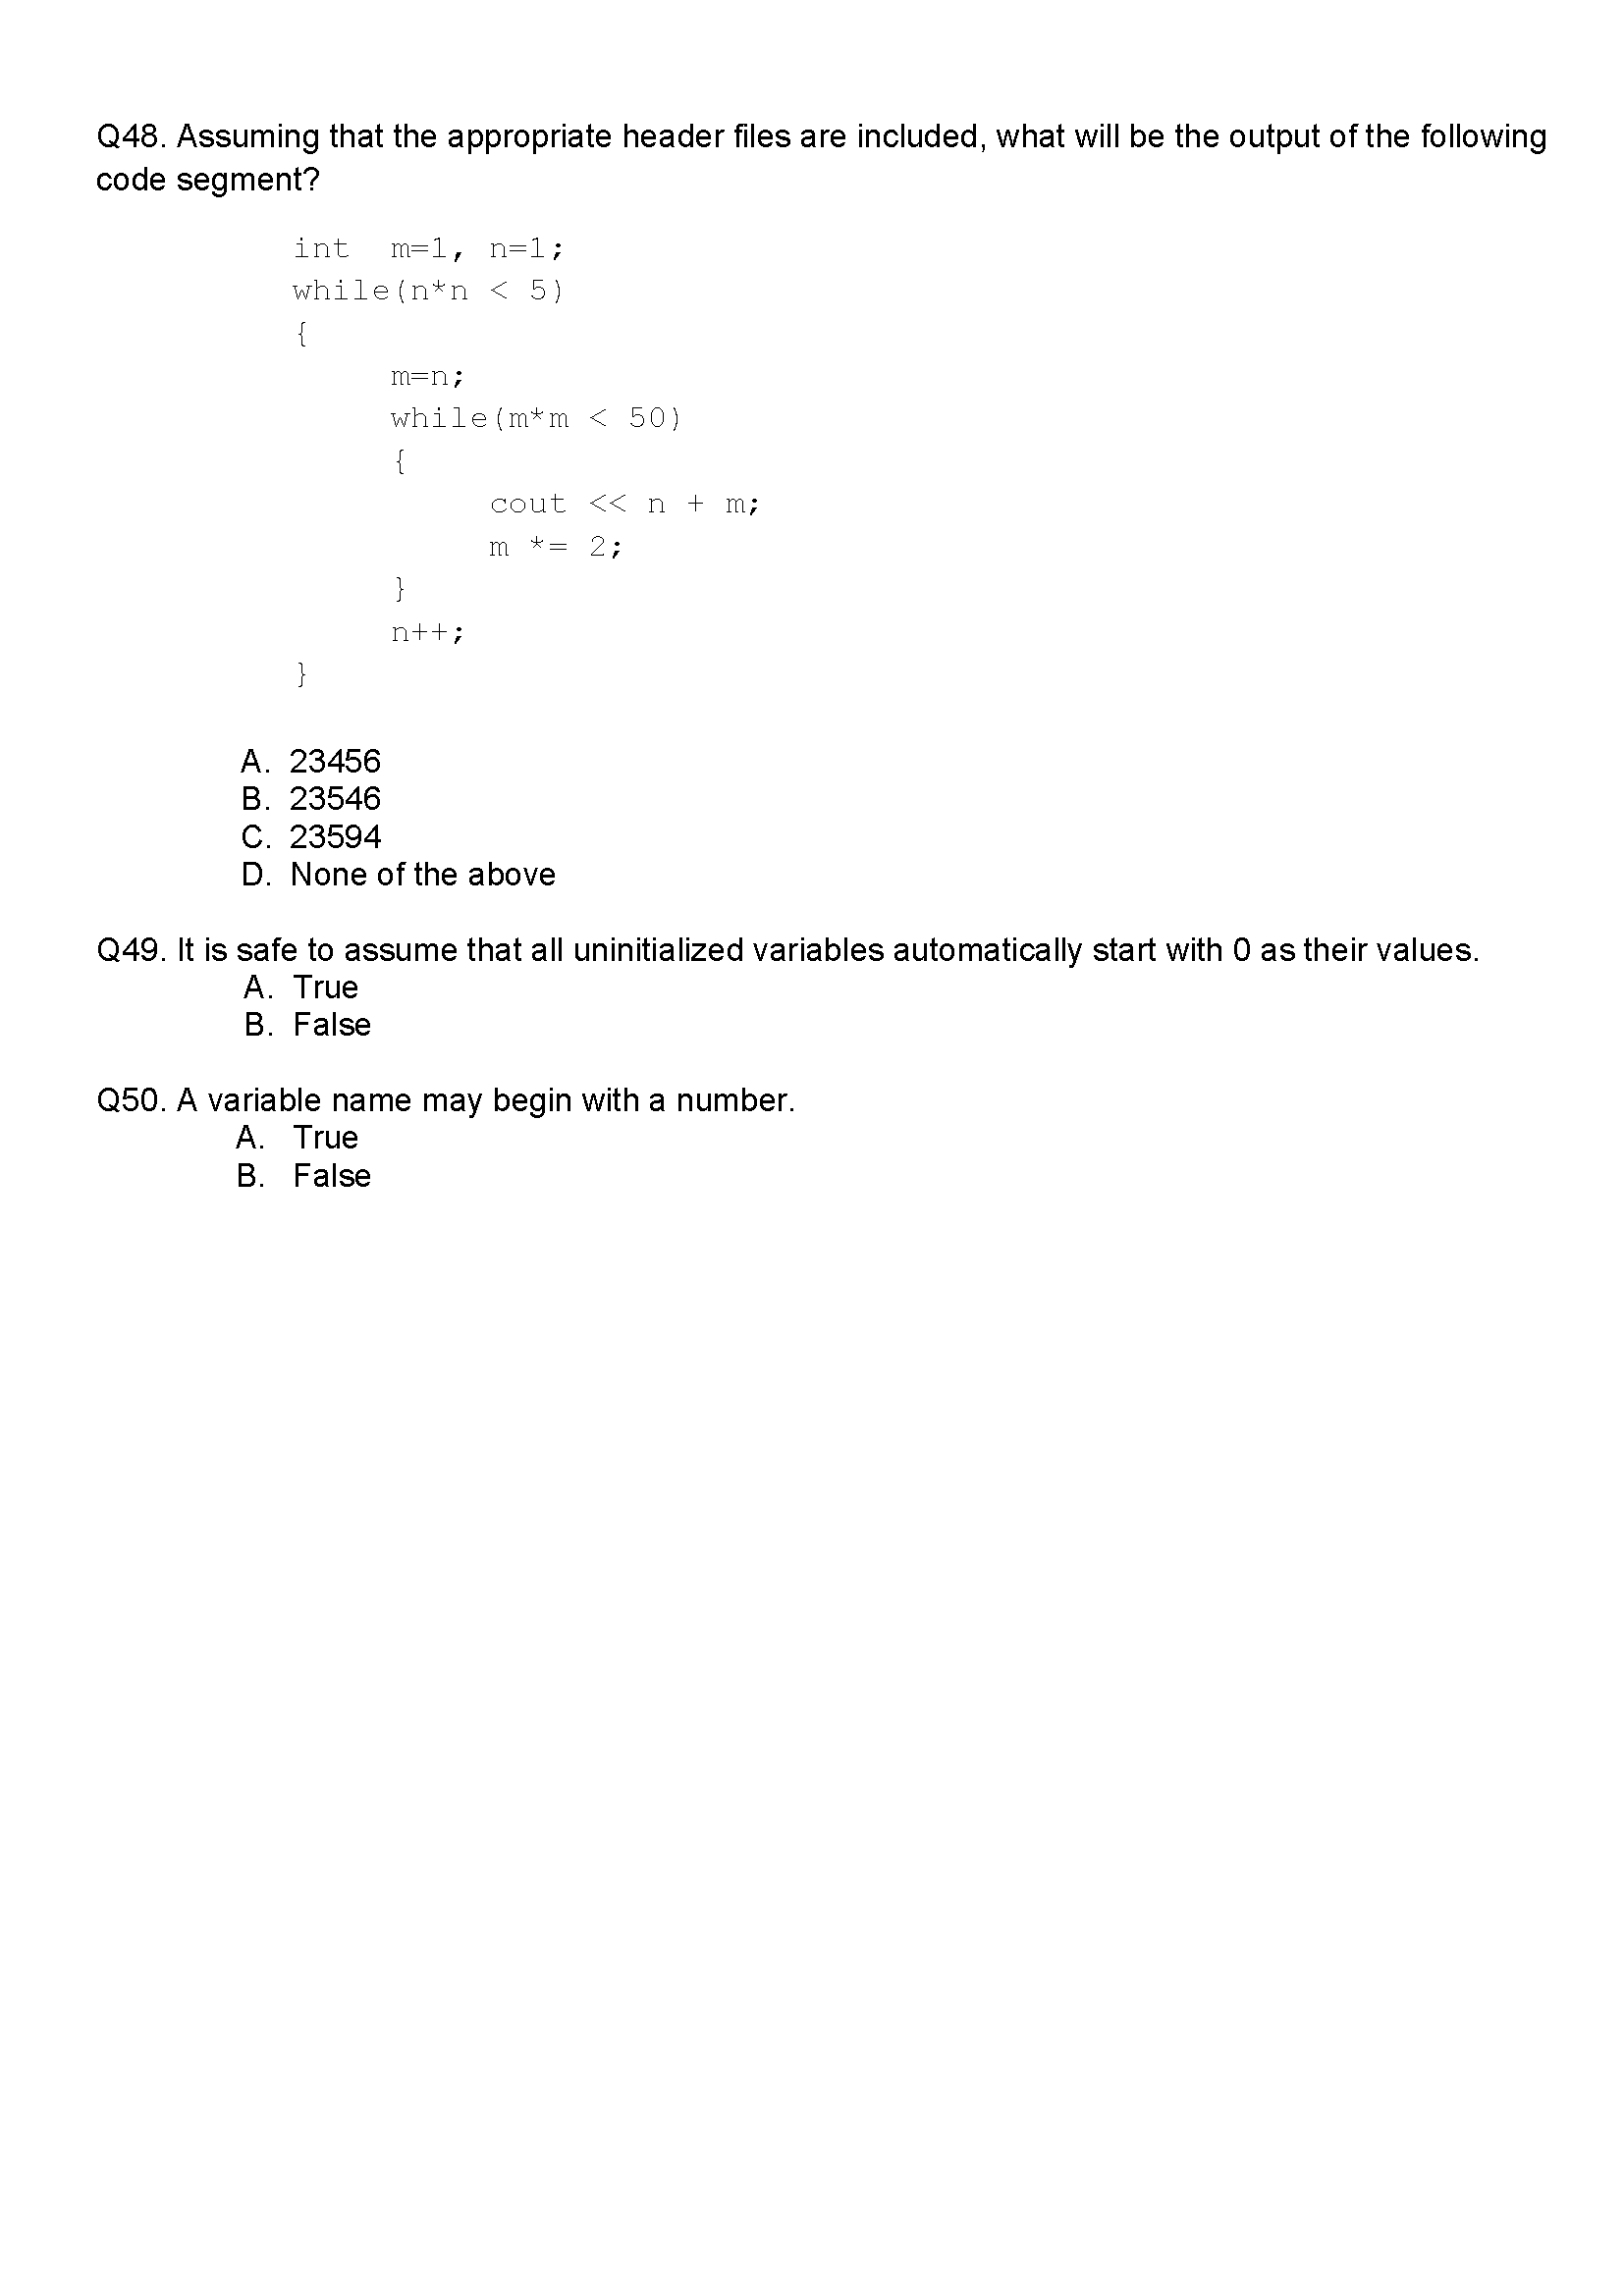 Q48. Assuming that the appropriate header files are included, what will be the output of the following
code segment?
int  m=1, n=1;
while(n*n < 5)
{
m=n;
while(m*m < 50)
{
cout << n + m;
m *= 2;
}
n++;
}
A. 23456
B. 23546
C. 23594
D. None of the above
Q49. It is safe to assume that all uninitialized variables automatically start with 0 as their values.
A. True
B. False
Q50. A variable name may begin with a number.
A. True
B. False